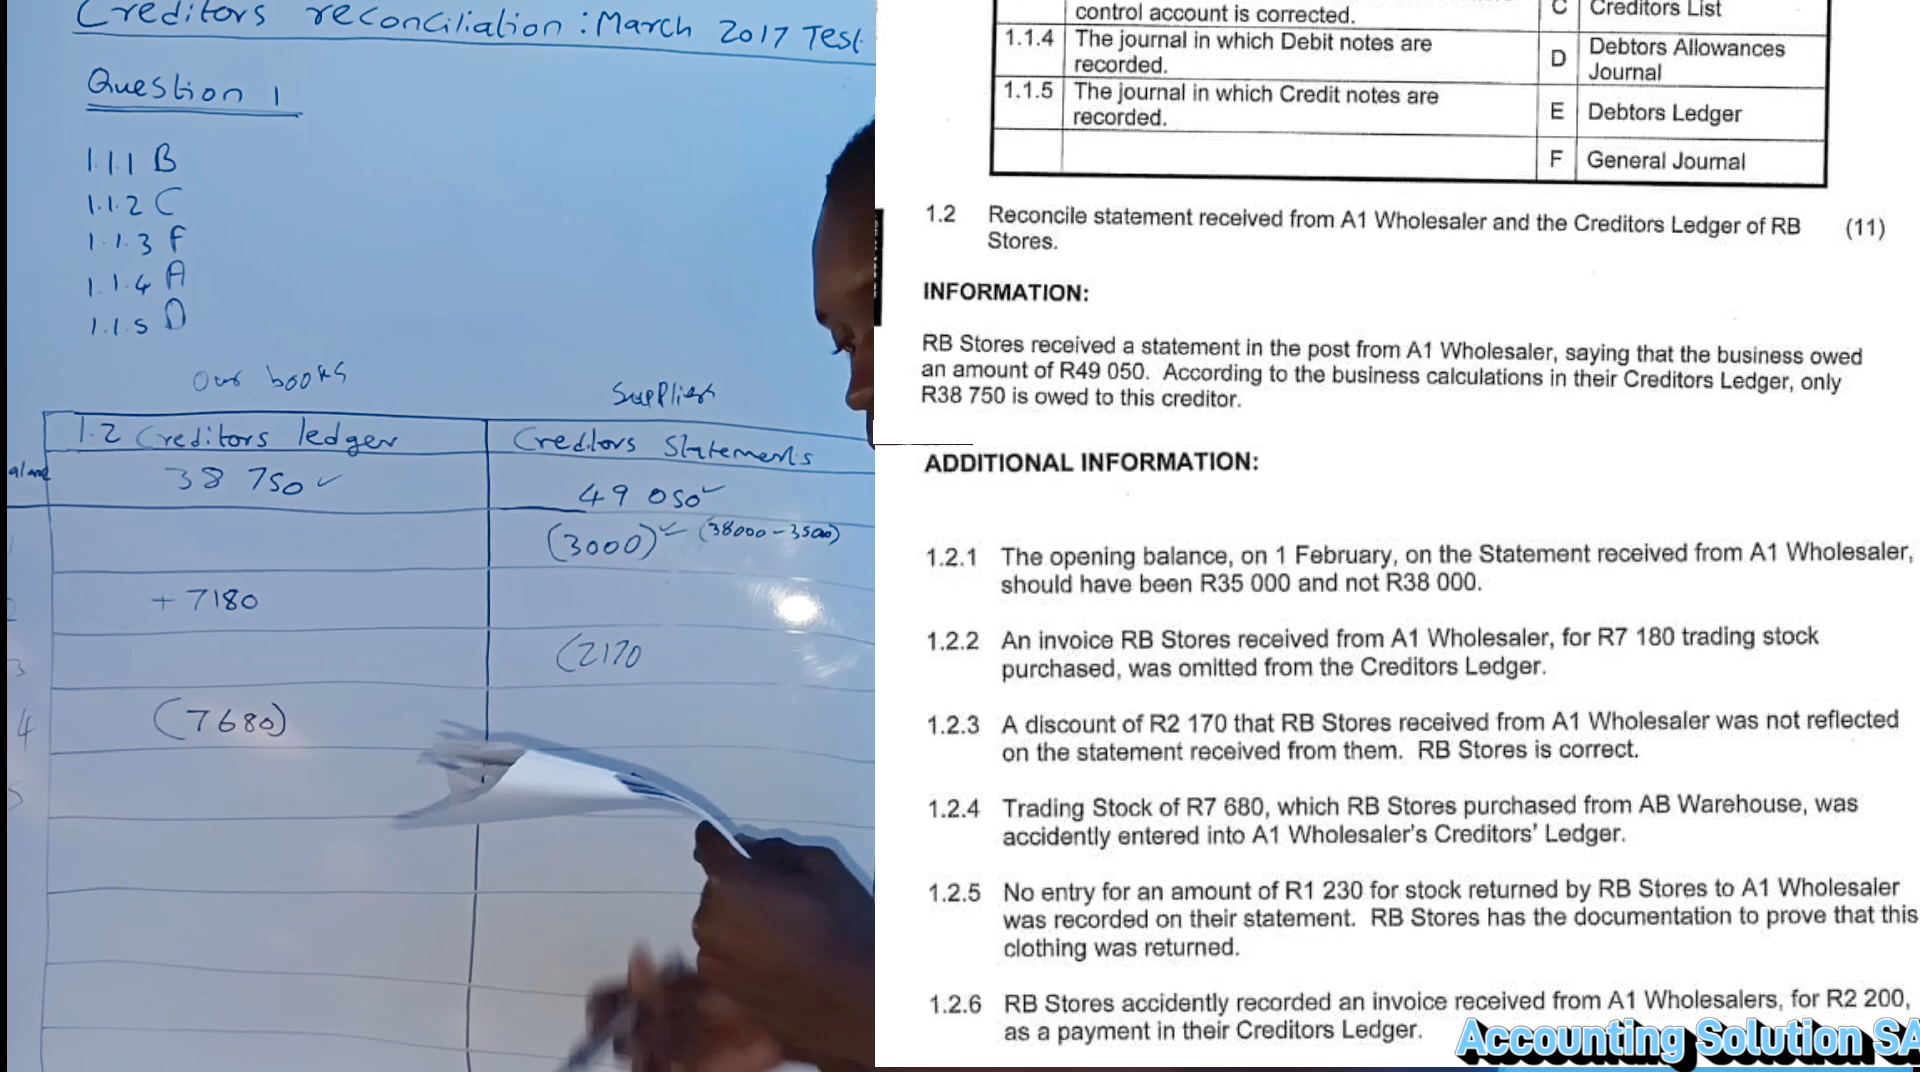 Creditors reconciliation: March 2017 Test
Question 1
1.1.1 B
1.1.2 C
1.1.3 F
1.1.4 A
1.1.5 D
Our books
Supplier
1.2 Creditors ledger
Creditors Statements
38 750 ✓
49 050 ✓
(3000) ✓ (38000 - 3500)
+ 7180
(2170
3
(7680)
4
5
control account is corrected.
C Creditors List
1.1.4 The journal in which Debit notes are recorded.
D Debtors Allowances Journal
1.1.5 The journal in which Credit notes are recorded.
E Debtors Ledger
F General Journal
1.2 Reconcile statement received from A1 Wholesaler and the Creditors Ledger of RB (11)
Stores.
INFORMATION:
RB Stores received a statement in the post from A1 Wholesaler, saying that the business owed
an amount of R49 050. According to the business calculations in their Creditors Ledger, only
R38 750 is owed to this creditor.
ADDITIONAL INFORMATION:
1.2.1 The opening balance, on 1 February, on the Statement received from A1 Wholesaler,
should have been R35 000 and not R38 000.
1.2.2 An invoice RB Stores received from A1 Wholesaler, for R7 180 trading stock
purchased, was omitted from the Creditors Ledger.
1.2.3 A discount of R2 170 that RB Stores received from A1 Wholesaler was not reflected
on the statement received from them. RB Stores is correct.
1.2.4 Trading Stock of R7 680, which RB Stores purchased from AB Warehouse, was
accidently entered into A1 Wholesaler's Creditors' Ledger.
1.2.5 No entry for an amount of R1 230 for stock returned by RB Stores to A1 Wholesaler
was recorded on their statement. RB Stores has the documentation to prove that this
clothing was returned.
1.2.6 RB Stores accidently recorded an invoice received from A1 Wholesalers, for R2 200,
as a payment in their Creditors Ledger.
Accounting Solution SA